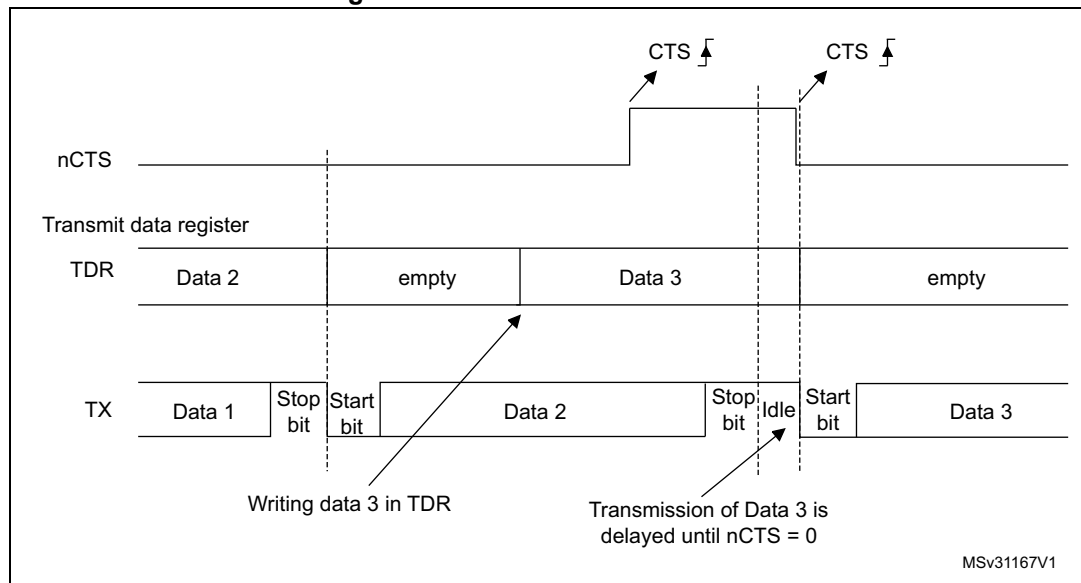 CTS CTS
nCTS
Transmit data register
TDR Data 2 empty Data 3 empty
TX Data 1 Stop bit Start bit Data 2 Stop bit Idle Start bit Data 3
Writing data 3 in TDR
Transmission of Data 3 is
delayed until nCTS = 0
MSv31167V1